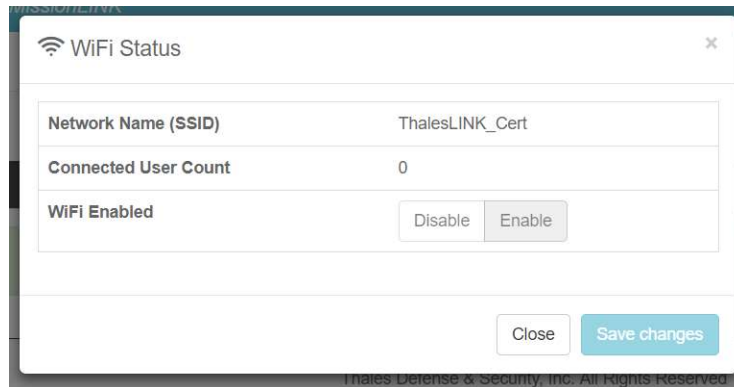 MissionLINK
WiFi Status
×
Network Name (SSID) ThalesLINK_Cert
Connected User Count 0
WiFi Enabled Disable Enable
Close Save changes
Thales Defense & Security, Inc. All Rights Reserved